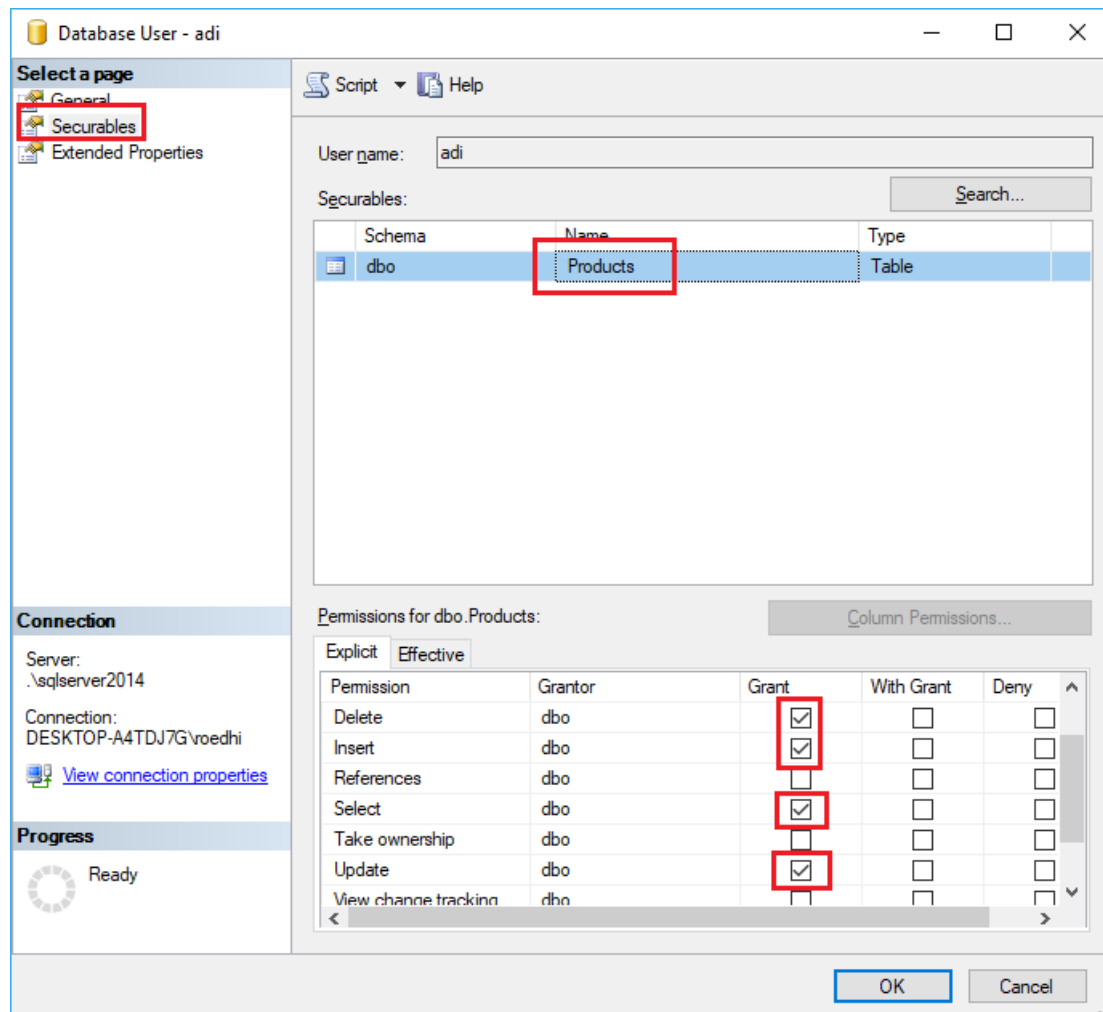 Database User - adi
Select a page
General
Securables
Extended Properties
Script Help
User name: adi
Securables:
Search...
Schema Name Type
dbo Products Table
Connection
Server:
.\sqlserver2014
Connection:
DESKTOP-A4TDJ7G\roedhi
View connection properties
Progress
Ready
Permissions for dbo.Products:
Column Permissions...
Explicit Effective
Permission Grantor Grant With Grant Deny
Delete dbo
Insert dbo
References dbo
Select dbo
Take ownership dbo
Update dbo
View change tracking dbo
OK Cancel